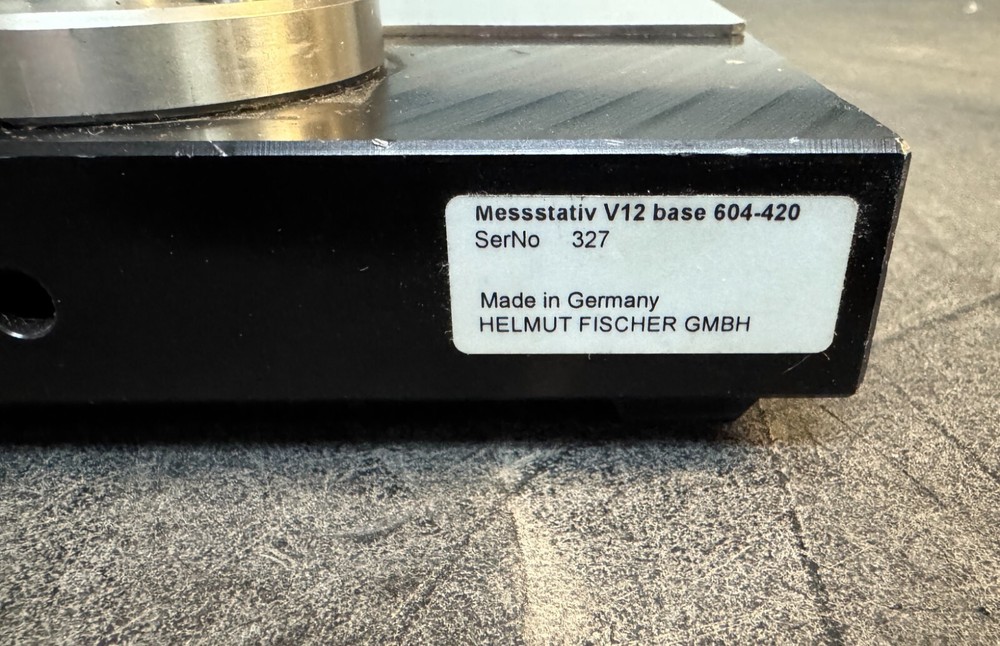 Messstativ V12 base 604-420
SerNo 327
Made in Germany
HELMUT FISCHER GMBH